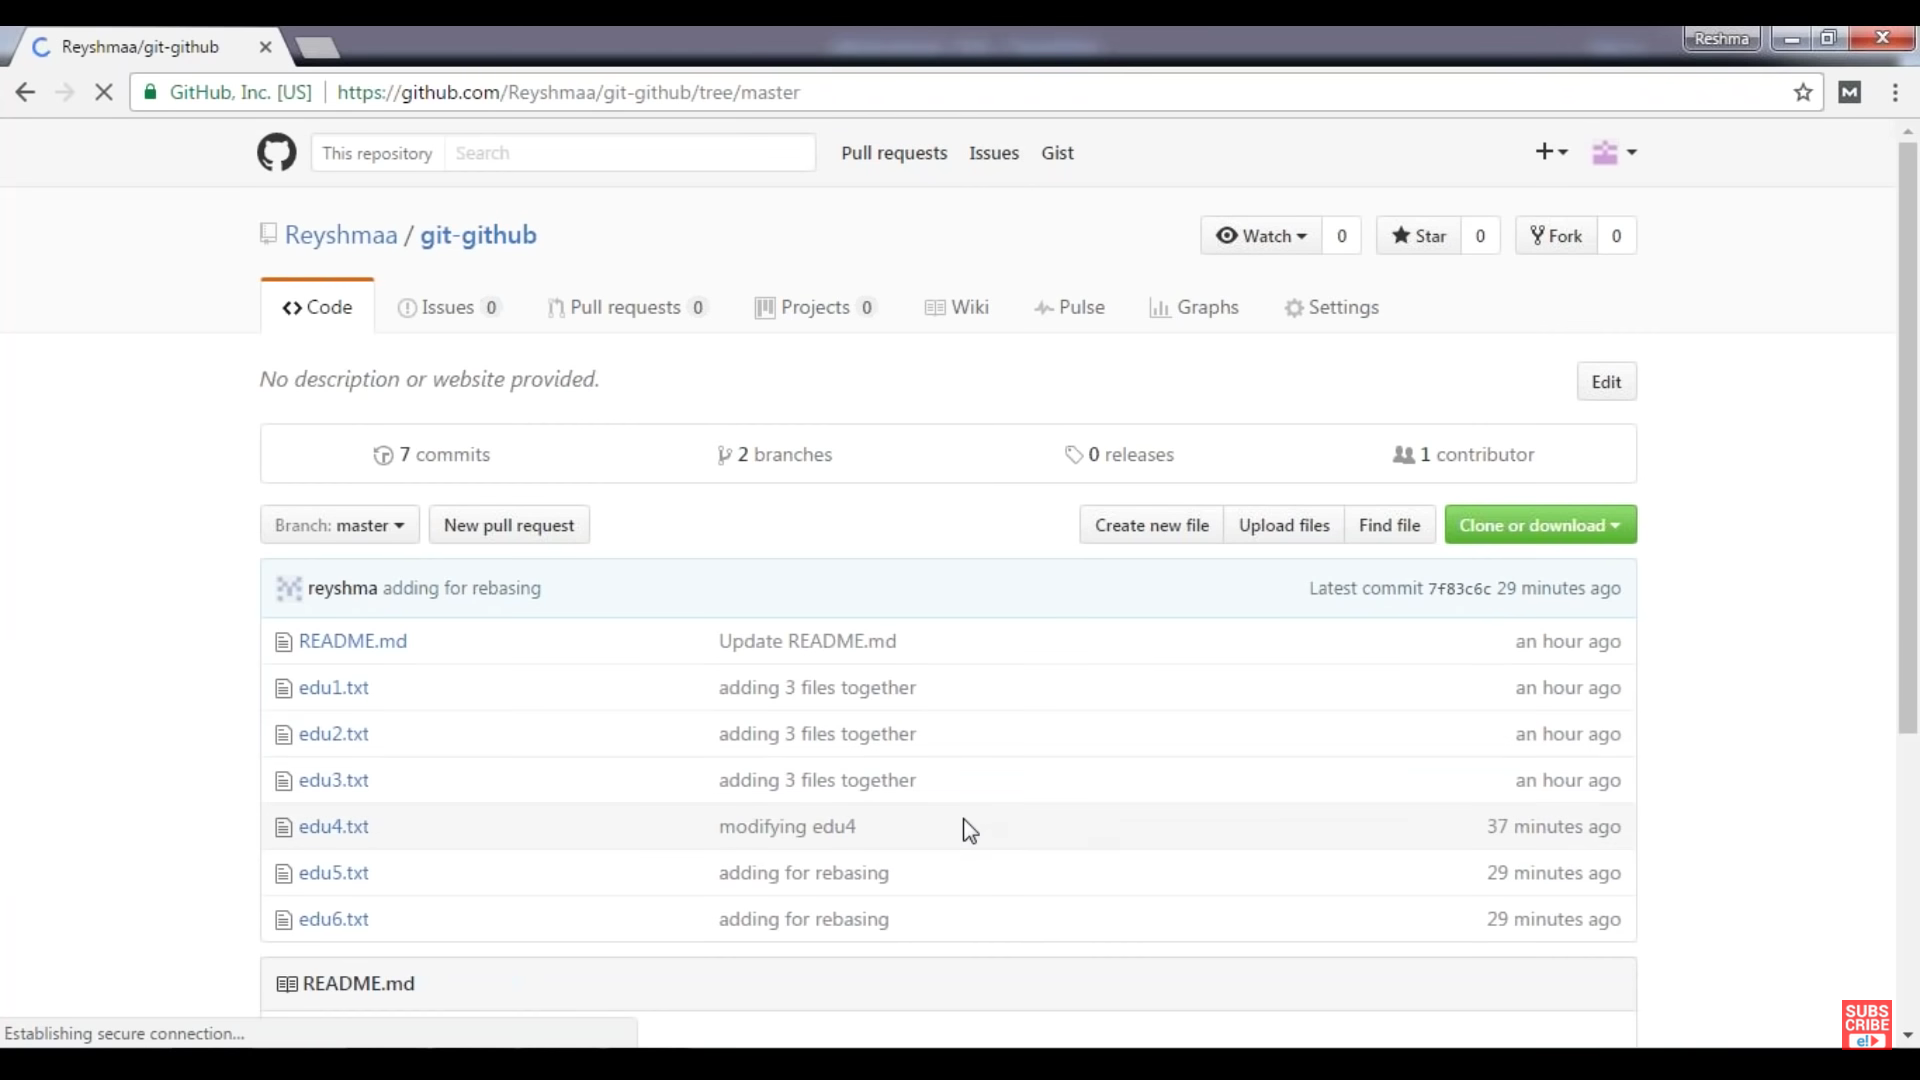 Reyshmaa/git-github
Reshma
GitHub, Inc. [US] https://github.com/Reyshmaa/git-github/tree/master
This repository Search Pull requests Issues Gist
Reyshmaa / git-github Watch 0 Star 0 Fork 0
Code Issues 0 Pull requests 0 Projects 0 Wiki Pulse Graphs Settings
No description or website provided. Edit
7 commits 2 branches 0 releases 1 contributor
Branch: master New pull request Create new file Upload files Find file Clone or download
reyshma adding for rebasing Latest commit 7f83c6c 29 minutes ago
README.md Update README.md an hour ago
edu1.txt adding 3 files together an hour ago
edu2.txt adding 3 files together an hour ago
edu3.txt adding 3 files together an hour ago
edu4.txt modifying edu4 37 minutes ago
edu5.txt adding for rebasing 29 minutes ago
edu6.txt adding for rebasing 29 minutes ago
README.md
Establishing secure connection...
SUBS
CRIBE
e!